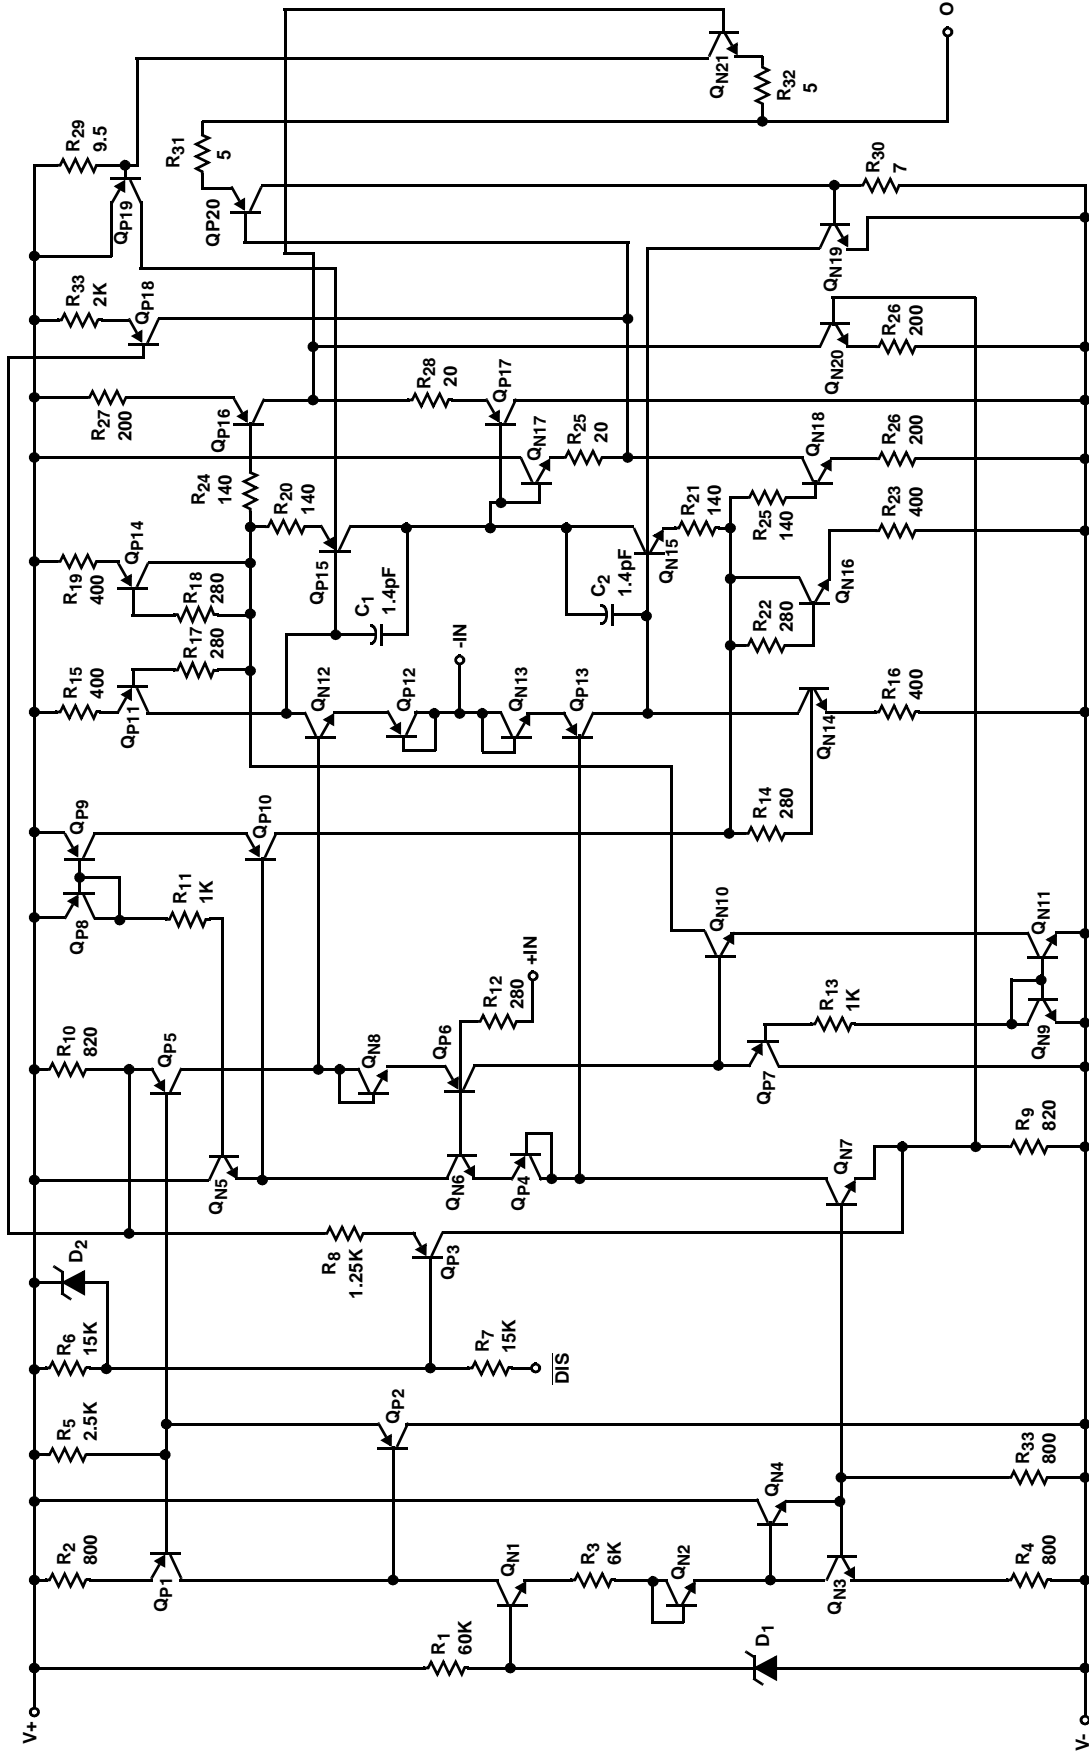 V+
V-
R2
800
QP1
R1
60K
QN1
R3
6K
QN2
D1
QN3
R4
800
R5
2.5K
QP2
QN4
R33
800
R6
15K
D2
R7
15K
DIS
R8
1.25K
QP3
QN5
R10
820
QP5
QN8
QP6
QN6
QP4
R12
280
+IN
QN7
R9
820
QP7
R13
1K
QN9
QN11
QN10
QP8
QP9
R11
1K
QP10
R14
280
R15
400
QP11
R17
280
R18
280
R19
400
QP14
QN12
QP12
-IN
QN13
QP13
QN14
R16
400
C1
1.4pF
C2
1.4pF
QP15
R20
140
R24
140
QN15
R21
140
R22
280
QN16
R23
400
R25
140
QN18
R26
200
R27
200
QP16
R28
20
QP17
QN17
R25
20
R33
2K
QP18
QN20
R26
200
QP19
R29
9.5
QP20
R31
5
QN19
R30
7
QN21
R32
5
O